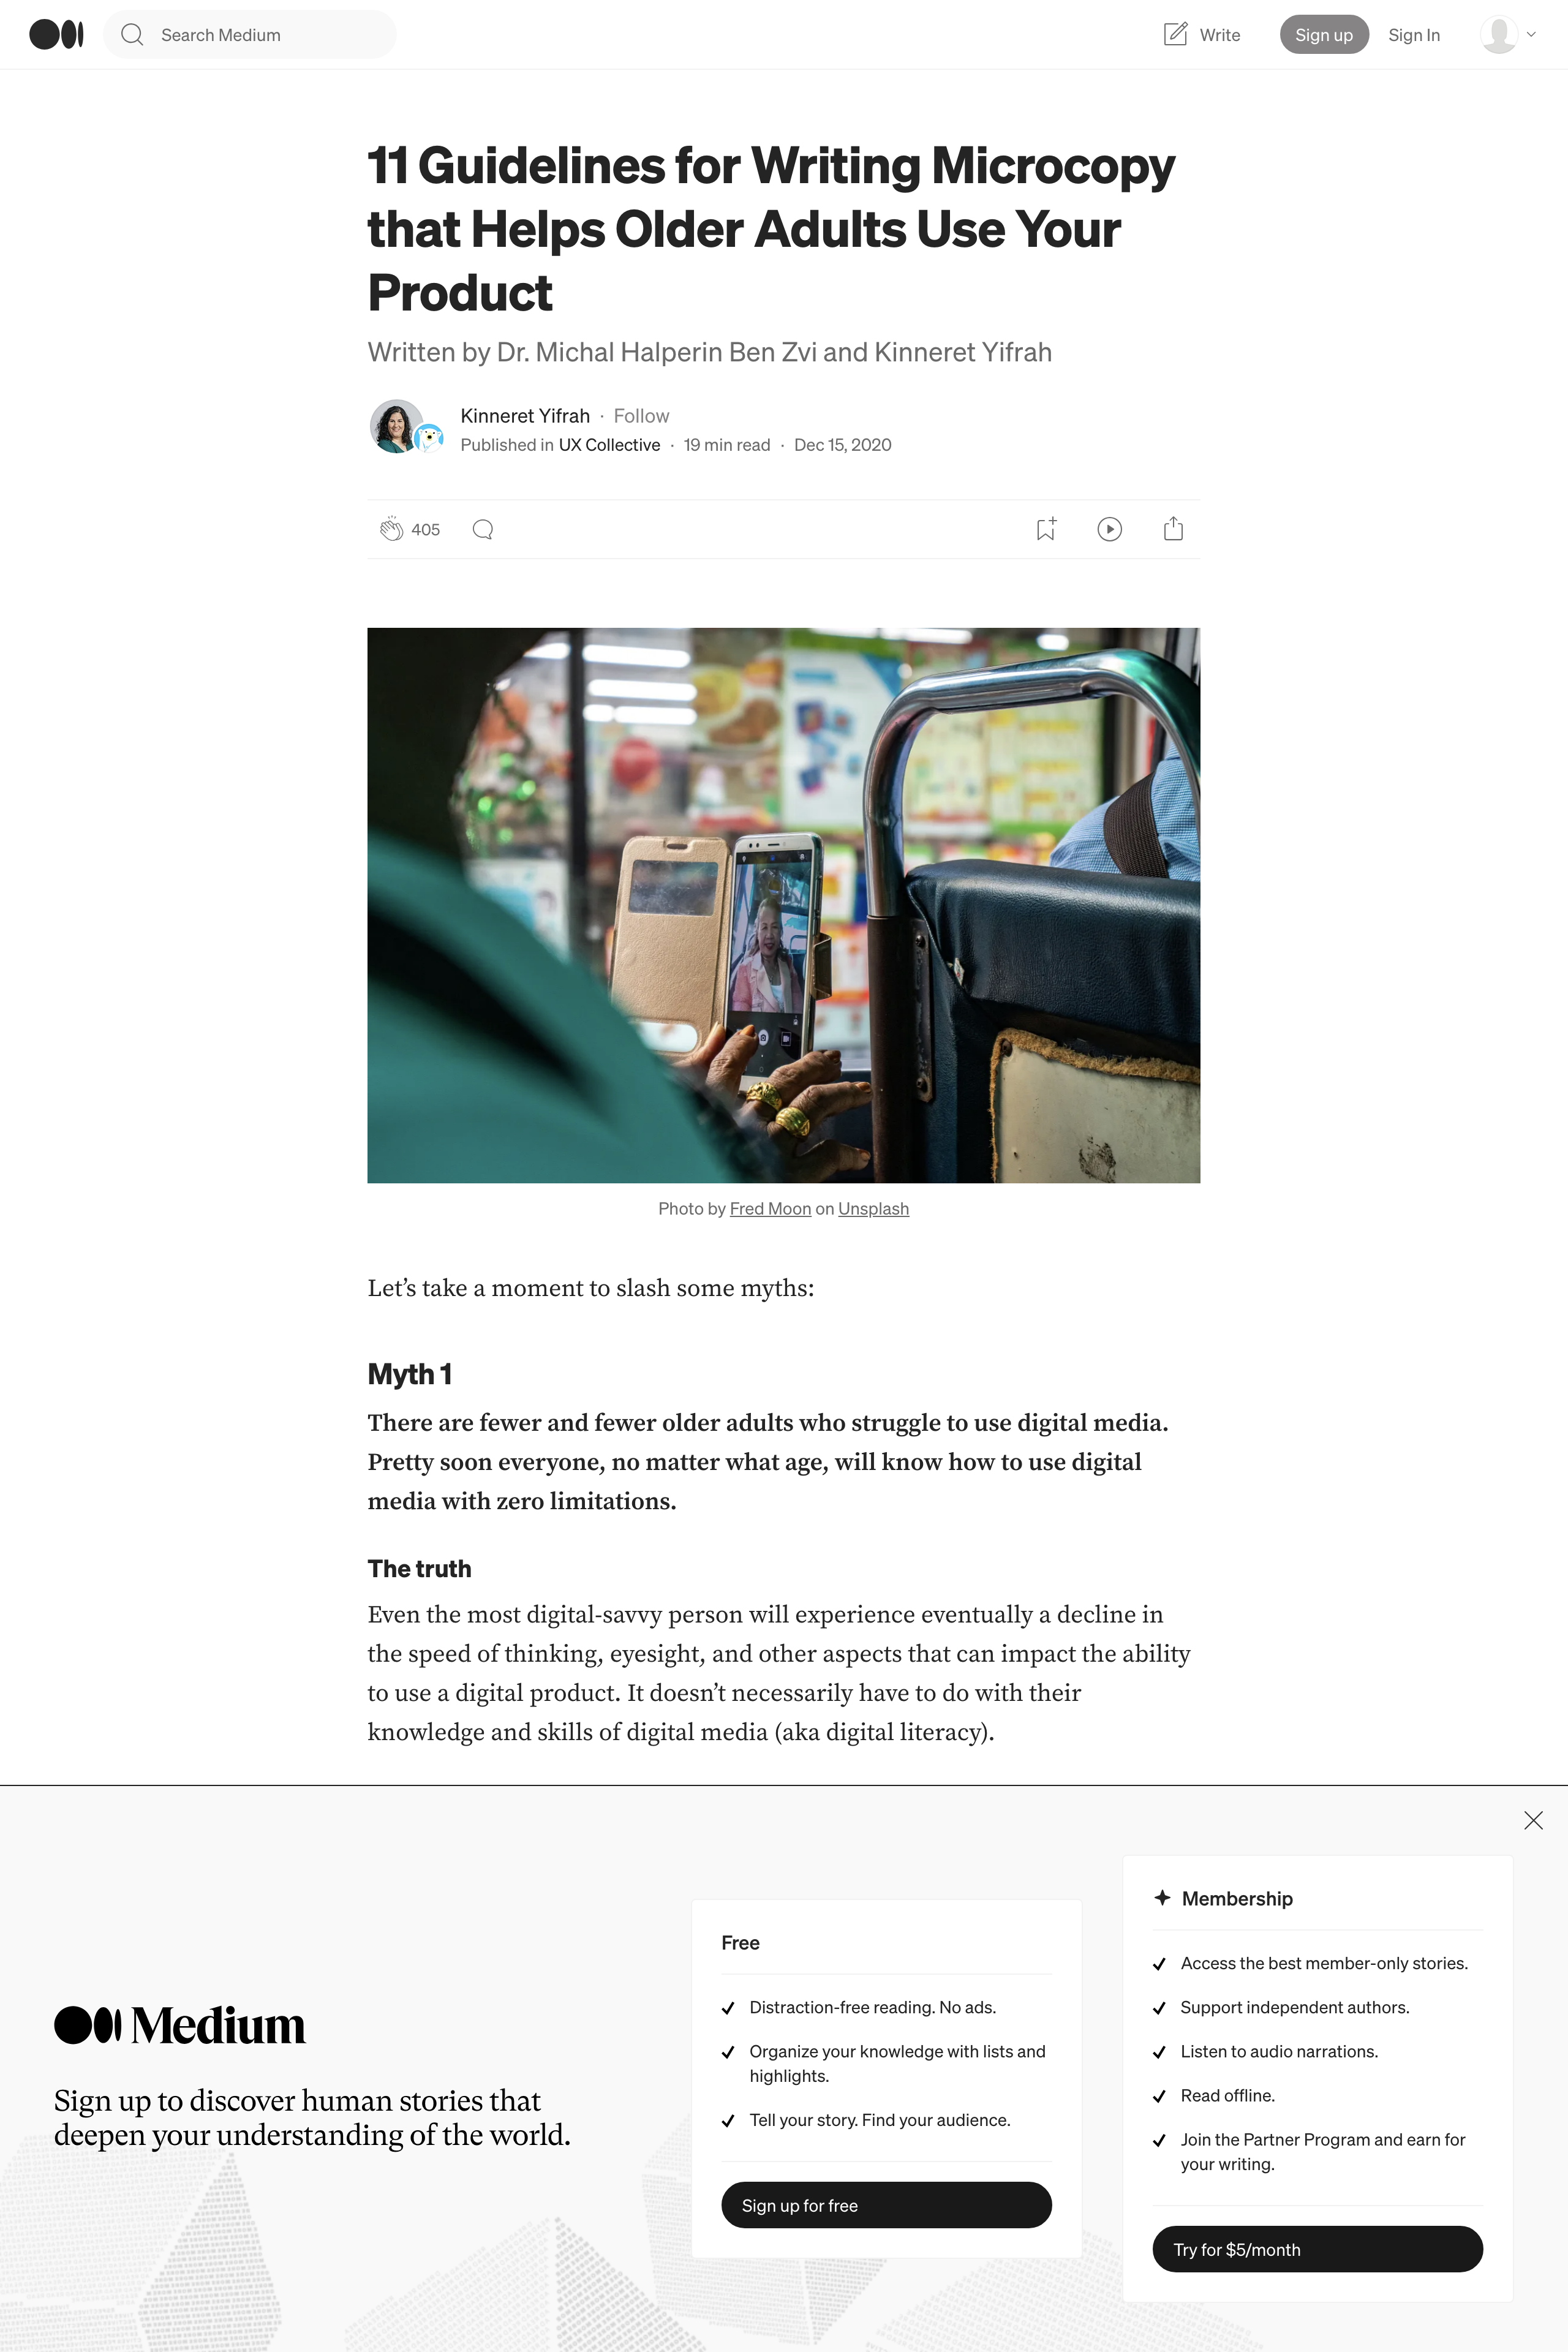 Search Medium
Write
Sign up
Sign In
11 Guidelines for Writing Microcopy
that Helps Older Adults Use Your
Product
Written by Dr. Michal Halperin Ben Zvi and Kinneret Yifrah
Kinneret Yifrah · Follow
Published in UX Collective · 19 min read · Dec 15, 2020
405
Photo by Fred Moon on Unsplash
Let’s take a moment to slash some myths:
Myth 1
There are fewer and fewer older adults who struggle to use digital media.
Pretty soon everyone, no matter what age, will know how to use digital
media with zero limitations.
The truth
Even the most digital-savvy person will experience eventually a decline in
the speed of thinking, eyesight, and other aspects that can impact the ability
to use a digital product. It doesn’t necessarily have to do with their
knowledge and skills of digital media (aka digital literacy).
Medium
Sign up to discover human stories that
deepen your understanding of the world.
Free
Distraction-free reading. No ads.
Organize your knowledge with lists and
highlights.
Tell your story. Find your audience.
Sign up for free
Membership
Access the best member-only stories.
Support independent authors.
Listen to audio narrations.
Read offline.
Join the Partner Program and earn for
your writing.
Try for $5/month